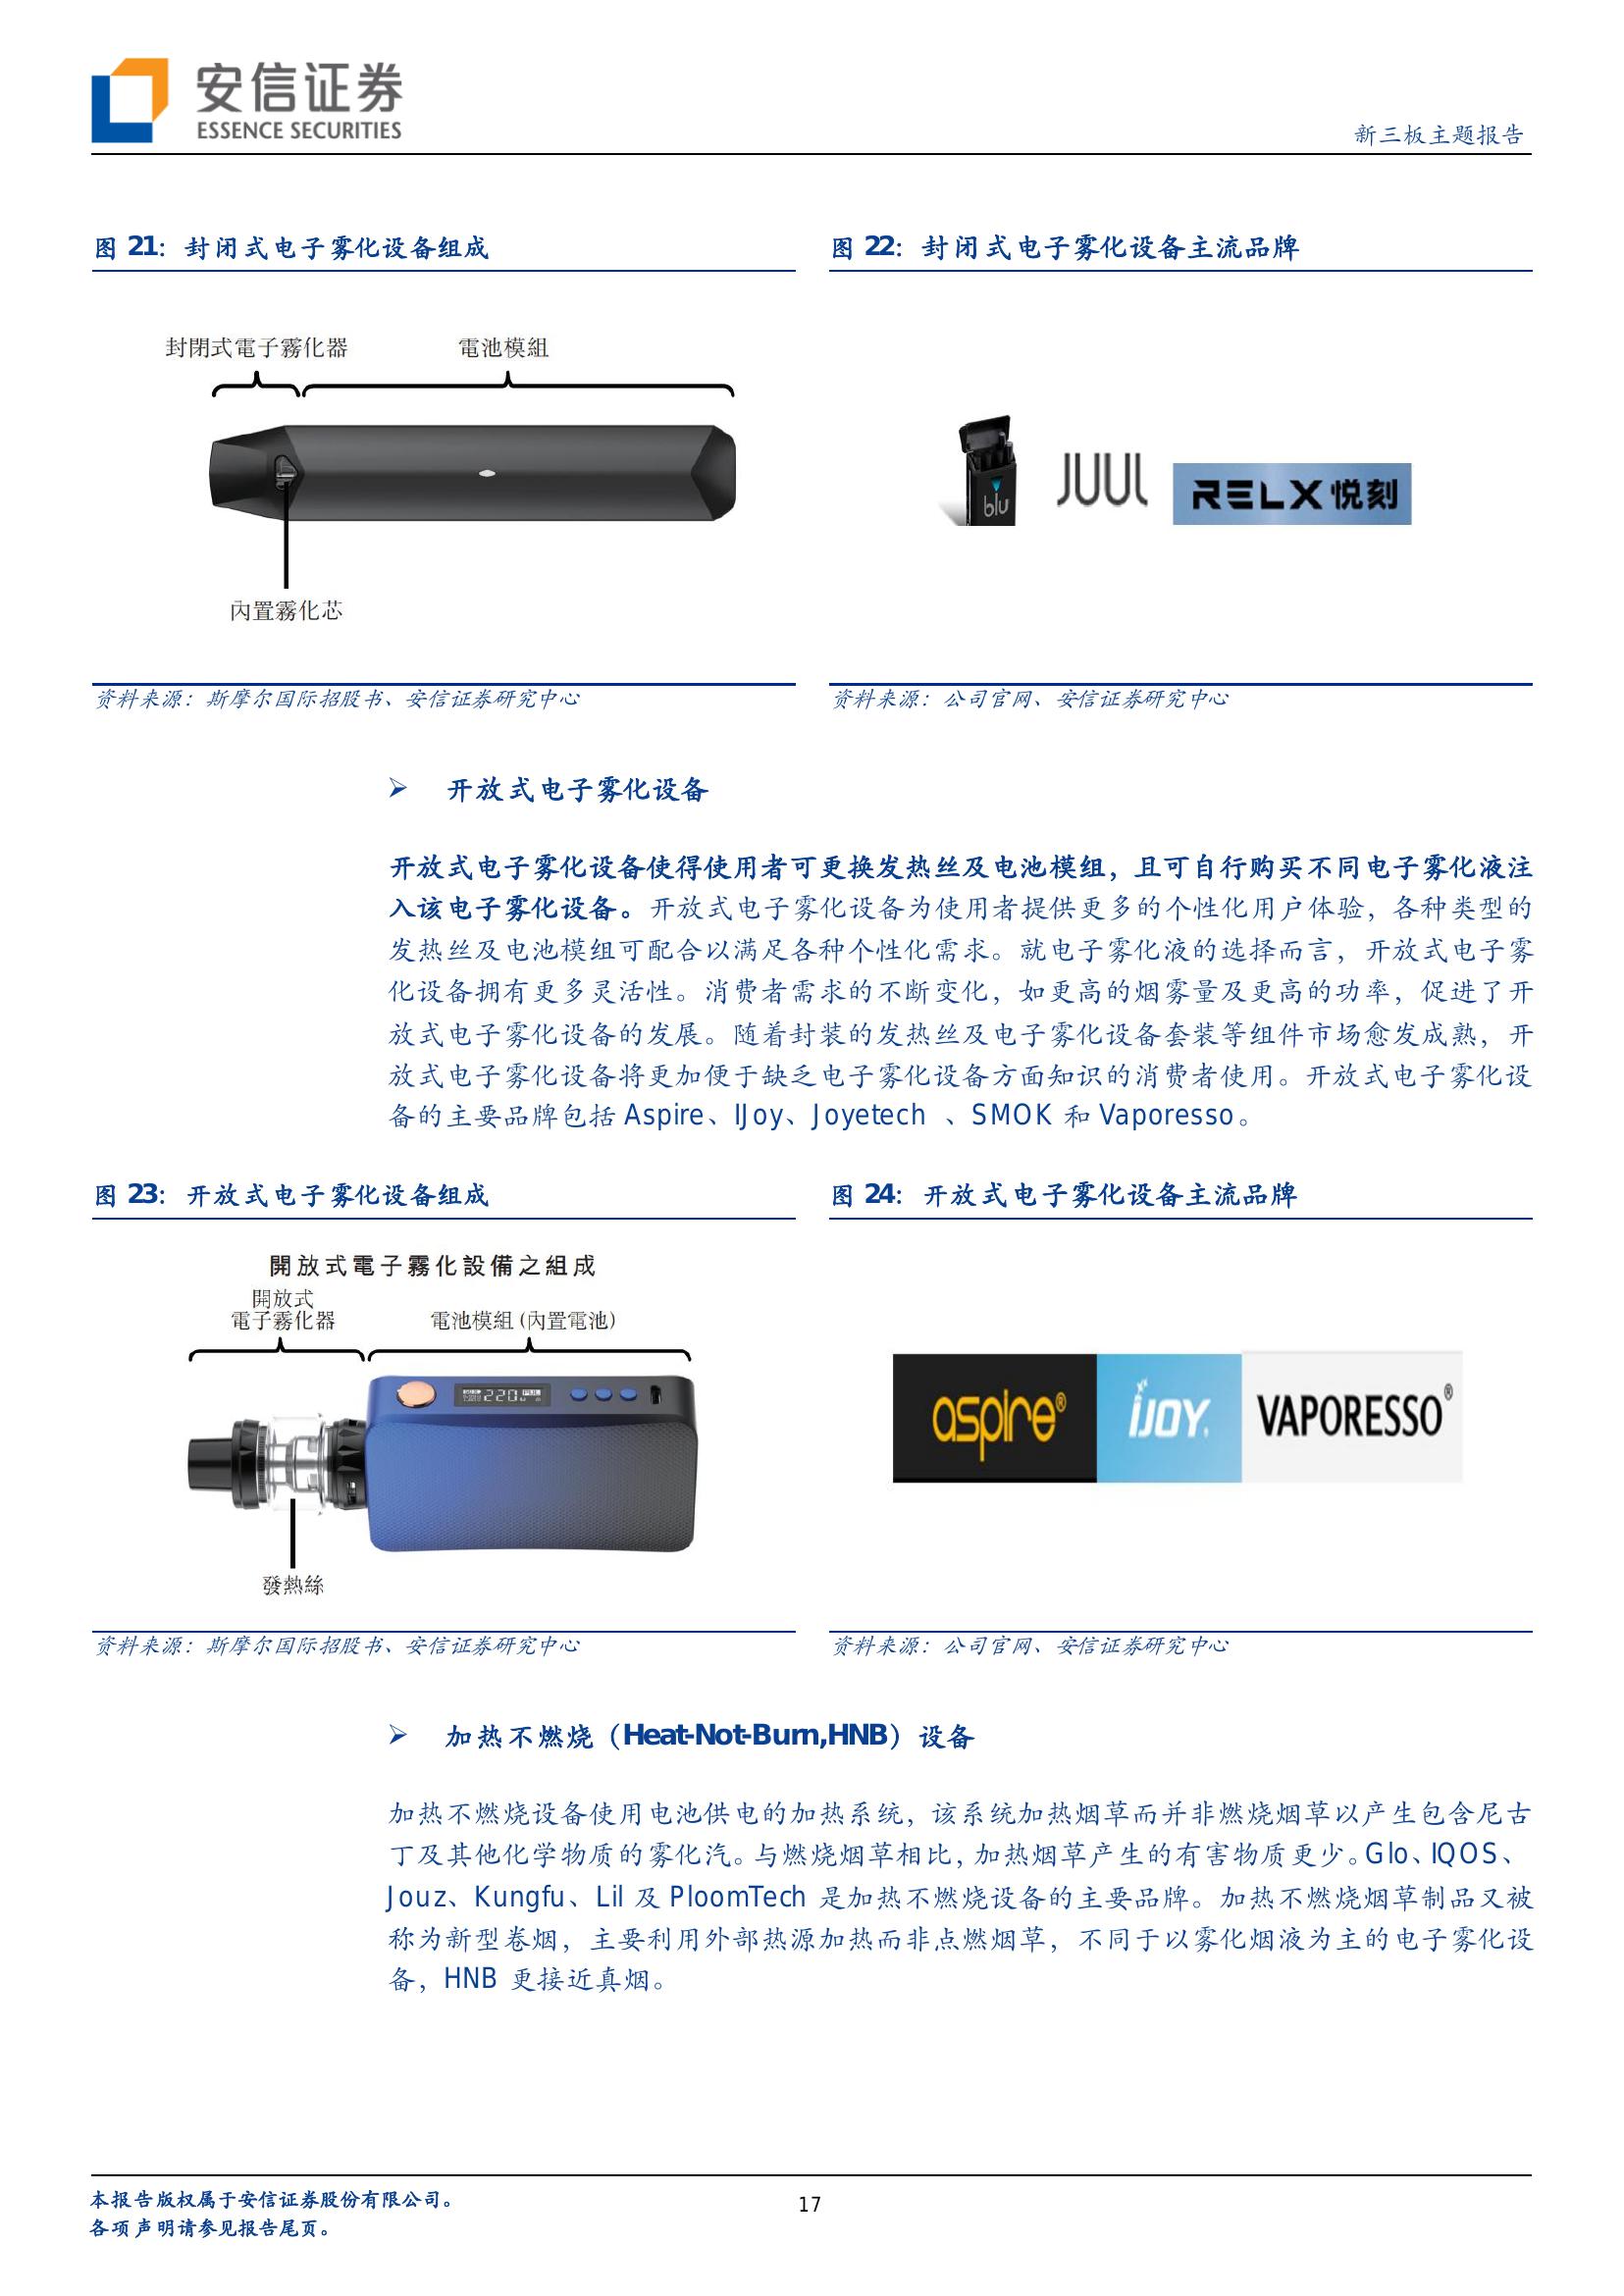 安信证券
ESSENCE SECURITIES
新三板主题报告
图 21：封闭式电子雾化设备组成
封閉式電子霧化器
電池模組
內置霧化芯
资料来源：斯摩尔国际招股书、安信证券研究中心
图 22：封闭式电子雾化设备主流品牌
blu
JUUL
RELX 悦刻
资料来源：公司官网、安信证券研究中心
➢ 开放式电子雾化设备
开放式电子雾化设备使得使用者可更换发热丝及电池模组，且可自行购买不同电子雾化液注
入该电子雾化设备。开放式电子雾化设备为使用者提供更多的个性化用户体验，各种类型的
发热丝及电池模组可配合以满足各种个性化需求。就电子雾化液的选择而言，开放式电子雾
化设备拥有更多灵活性。消费者需求的不断变化，如更高的烟雾量及更高的功率，促进了开
放式电子雾化设备的发展。随着封装的发热丝及电子雾化设备套装等组件市场愈发成熟，开
放式电子雾化设备将更加便于缺乏电子雾化设备方面知识的消费者使用。开放式电子雾化设
备的主要品牌包括 Aspire、IJoy、Joyetech 、SMOK 和 Vaporesso。
图 23：开放式电子雾化设备组成
開放式電子霧化設備之組成
開放式
電子霧化器
電池模組 (內置電池)
220
發熱絲
资料来源：斯摩尔国际招股书、安信证券研究中心
图 24：开放式电子雾化设备主流品牌
aspire®
iJOY.
VAPORESSO®
资料来源：公司官网、安信证券研究中心
➢ 加热不燃烧（Heat-Not-Burn,HNB）设备
加热不燃烧设备使用电池供电的加热系统，该系统加热烟草而并非燃烧烟草以产生包含尼古
丁及其他化学物质的雾化汽。与燃烧烟草相比，加热烟草产生的有害物质更少。Glo、IQOS、
Jouz、Kungfu、Lil 及 PloomTech 是加热不燃烧设备的主要品牌。加热不燃烧烟草制品又被
称为新型卷烟，主要利用外部热源加热而非点燃烟草，不同于以雾化烟液为主的电子雾化设
备，HNB 更接近真烟。
本报告版权属于安信证券股份有限公司。
各项声明请参见报告尾页。
17